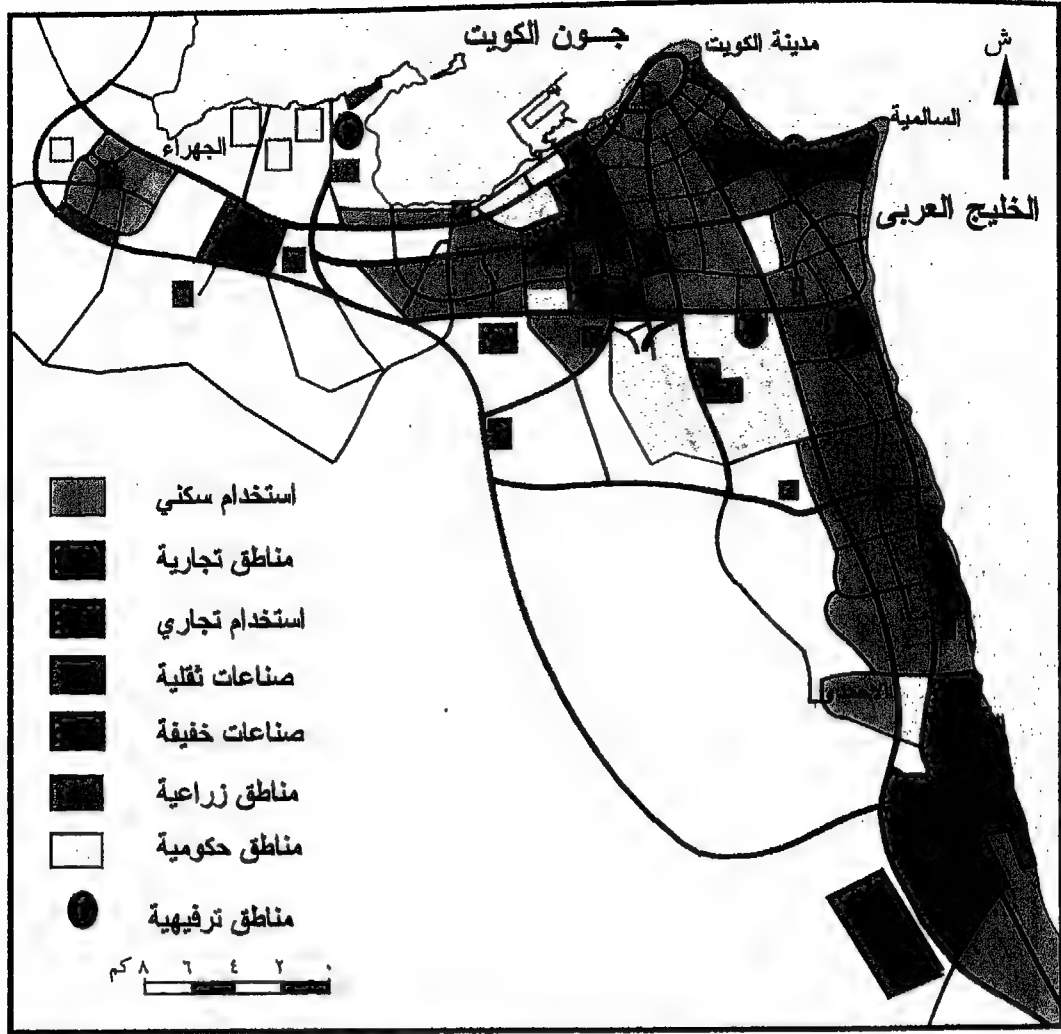 جـــون الكويت
مدينة الكويت
ش
السالمية
الجهراء
الخليج العربى
استخدام سكني
مناطق تجارية
استخدام تجاري
صناعات ثقلية
صناعات خفيفة
مناطق زراعية
مناطق حكومية
مناطق ترفيهية
٠ ٢ ٤ ٦ ٨ كم